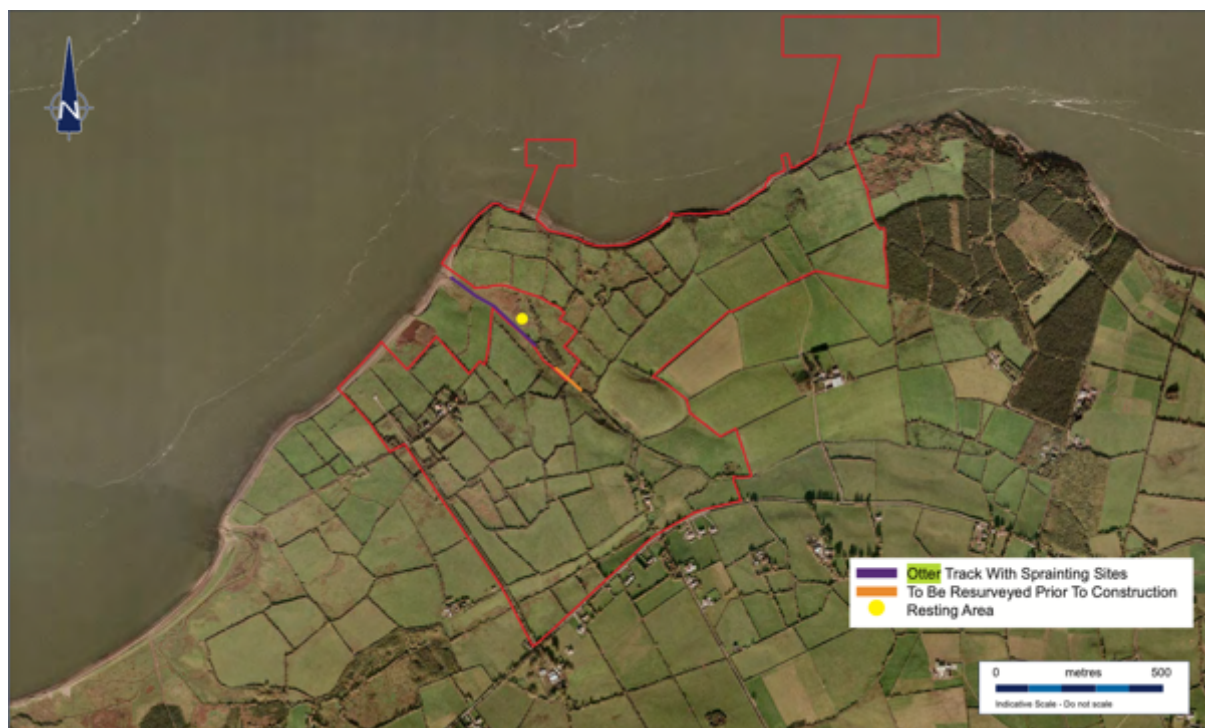 N
Otter Track With Sprainting Sites
To Be Resurveyed Prior To Construction
Resting Area
0 metres 500
Indicative Scale - Do not scale